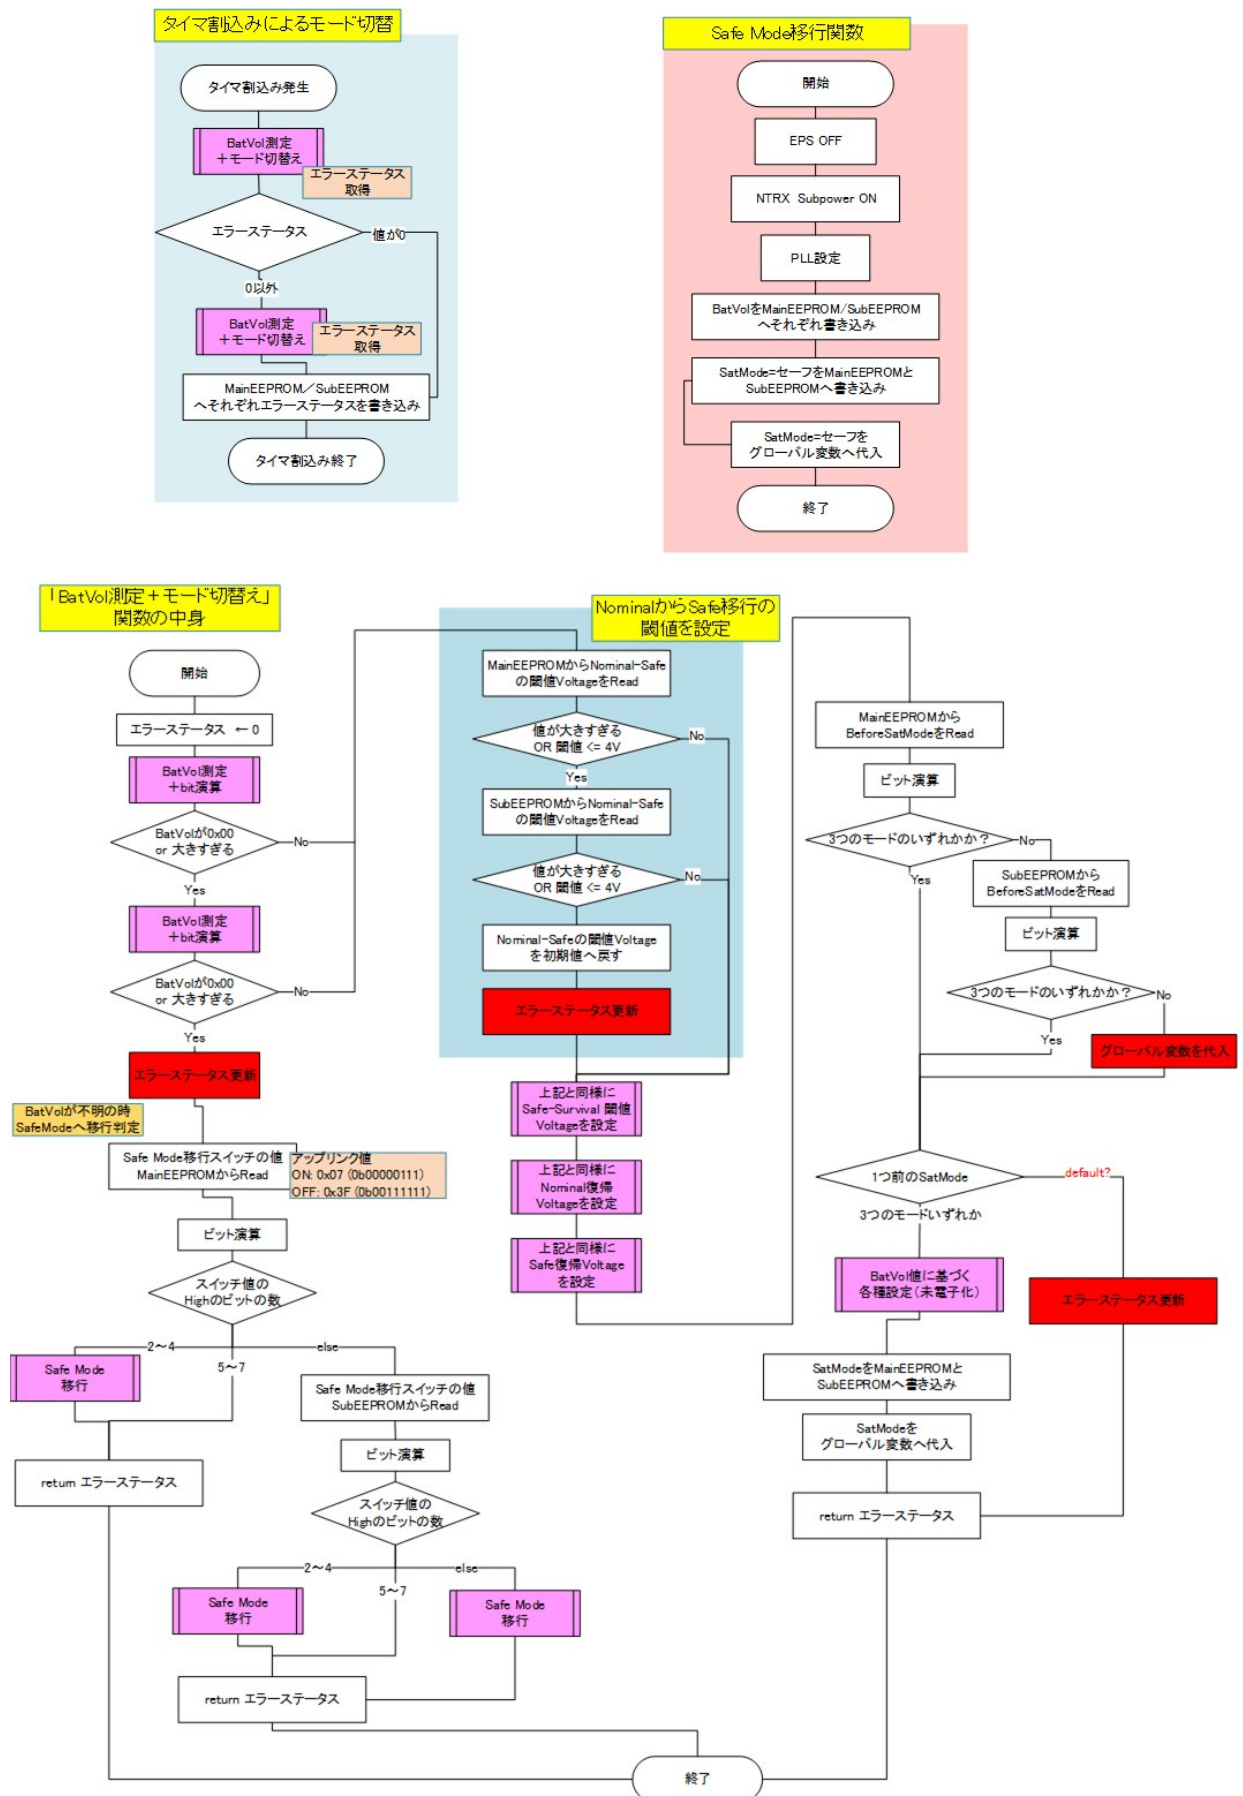 タイマ割込みによるモード切替
タイマ割込み発生
BatVol測定
+モード切替え
エラーステータス
取得
エラーステータス
値が0
0以外
BatVol測定
+モード切替え
エラーステータス
取得
MainEEPROM/SubEEPROM
へそれぞれエラーステータスを書き込み
タイマ割込み終了
Safe Mode移行関数
開始
EPS OFF
NTRX Subpower ON
PLL設定
BatVolをMainEEPROM/SubEEPROM
へそれぞれ書き込み
SatMode=セーフをMainEEPROMと
SubEEPROMへ書き込み
SatMode=セーフを
グローバル変数へ代入
終了
「BatVol測定+モード切替え」
関数の中身
開始
エラーステータス ←0
BatVol測定
+bit演算
BatVolが0x00
or 大きすぎる
No
Yes
BatVol測定
+bit演算
BatVolが0x00
or 大きすぎる
No
Yes
エラーステータス更新
BatVolが不明の時
SafeModeへ移行判定
Safe Mode移行スイッチの値
MainEEPROMからRead
アップリンク値
ON: 0x07 (0b00000111)
OFF: 0x3F (0b00111111)
ビット演算
スイッチ値の
Highのビットの数
2～4
5～7
else
Safe Mode
移行
Safe Mode移行スイッチの値
SubEEPROMからRead
ビット演算
return エラーステータス
スイッチ値の
Highのビットの数
2～4
5～7
else
Safe Mode
移行
Safe Mode
移行
return エラーステータス
NominalからSafe移行の
閾値を設定
MainEEPROMからNominal-Safe
の閾値VoltageをRead
値が大きすぎる
OR 閾値 <= 4V
No
Yes
SubEEPROMからNominal-Safe
の閾値VoltageをRead
値が大きすぎる
OR 閾値 <= 4V
No
Nominal-Safeの閾値Voltage
を初期値へ戻す
エラーステータス更新
上記と同様に
Safe-Survival 閾値
Voltageを設定
上記と同様に
Nominal復帰
Voltageを設定
上記と同様に
Safe復帰Voltage
を設定
MainEEPROMから
BeforeSatModeをRead
ビット演算
3つのモードのいずれかか？
No
Yes
SubEEPROMから
BeforeSatModeをRead
ビット演算
3つのモードのいずれかか？
No
Yes
グローバル変数を代入
1つ前のSatMode
default?
3つのモードいずれか
BatVol値に基づく
各種設定(未電子化)
エラーステータス更新
SatModeをMainEEPROMと
SubEEPROMへ書き込み
SatModeを
グローバル変数へ代入
return エラーステータス
終了